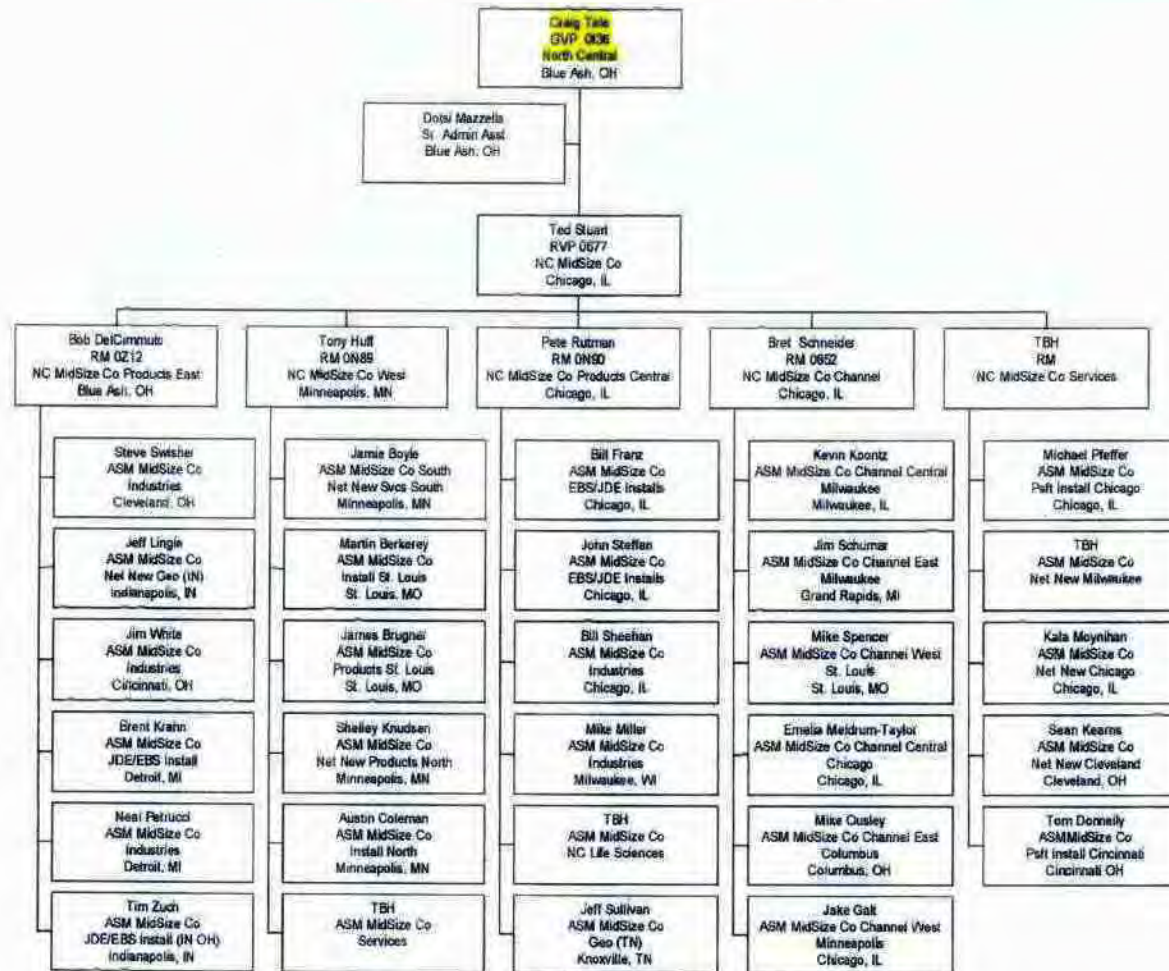 Craig Tate
GVP 0I36
North Central
Blue Ash, OH
Dotsi Mazzella
Sr. Admin Asst
Blue Ash, OH
Ted Stuart
RVP 0677
NC MidSize Co
Chicago, IL
Bob DelCimmuto
RM 0Z12
NC MidSize Co Products East
Blue Ash, OH
Steve Swisher
ASM MidSize Co
Industries
Cleveland, OH
Jeff Lingle
ASM MidSize Co
Net New Geo (IN)
Indianapolis, IN
Jim White
ASM MidSize Co
Industries
Cincinnati, OH
Brent Krahn
ASM MidSize Co
JDE/EBS Install
Detroit, MI
Neal Petrucci
ASM MidSize Co
Industries
Detroit, MI
Tim Zuch
ASM MidSize Co
JDE/EBS Install (IN OH)
Indianapolis, IN
Tony Huff
RM 0N89
NC MidSize Co West
Minneapolis, MN
Jamie Boyle
ASM MidSize Co South
Net New Svcs South
Minneapolis, MN
Martin Berkerey
ASM MidSize Co
Install St. Louis
St. Louis, MO
James Brugner
ASM MidSize Co
Products St. Louis
St. Louis, MO
Shelley Knudsen
ASM MidSize Co
Net New Products North
Minneapolis, MN
Austin Coleman
ASM MidSize Co
Install North
Minneapolis, MN
TBH
ASM MidSize Co
Services
Pete Rutman
RM 0N90
NC MidSize Co Products Central
Chicago, IL
Bill Franz
ASM MidSize Co
EBS/JDE Installs
Chicago, IL
John Steffen
ASM MidSize Co
EBS/JDE Installs
Chicago, IL
Bill Sheehan
ASM MidSize Co
Industries
Chicago, IL
Mike Miller
ASM MidSize Co
Industries
Milwaukee, WI
TBH
ASM MidSize Co
NC Life Sciences
Jeff Sullivan
ASM MidSize Co
Geo (TN)
Knoxville, TN
Bret Schneider
RM 0652
NC MidSize Co Channel
Chicago, IL
Kevin Koontz
ASM MidSize Co Channel Central
Milwaukee
Milwaukee, IL
Jim Schumar
ASM MidSize Co Channel East
Milwaukee
Grand Rapids, MI
Mike Spencer
ASM MidSize Co Channel West
St. Louis
St. Louis, MO
Emelia Meldrum-Taylor
ASM MidSize Co Channel Central
Chicago
Chicago, IL
Mike Ousley
ASM MidSize Co Channel East
Columbus
Columbus, OH
Jake Galt
ASM MidSize Co Channel West
Minneapolis
Chicago, IL
TBH
RM
NC MidSize Co Services
Michael Pfeffer
ASM MidSize Co
Psft Install Chicago
Chicago, IL
TBH
ASM MidSize Co
Net New Milwaukee
Kala Moynihan
ASM MidSize Co
Net New Chicago
Chicago, IL
Sean Kearns
ASM MidSize Co
Net New Cleveland
Cleveland, OH
Tom Donnelly
ASMMidSize Co
Psft Install Cincinnati
Cincinnati OH